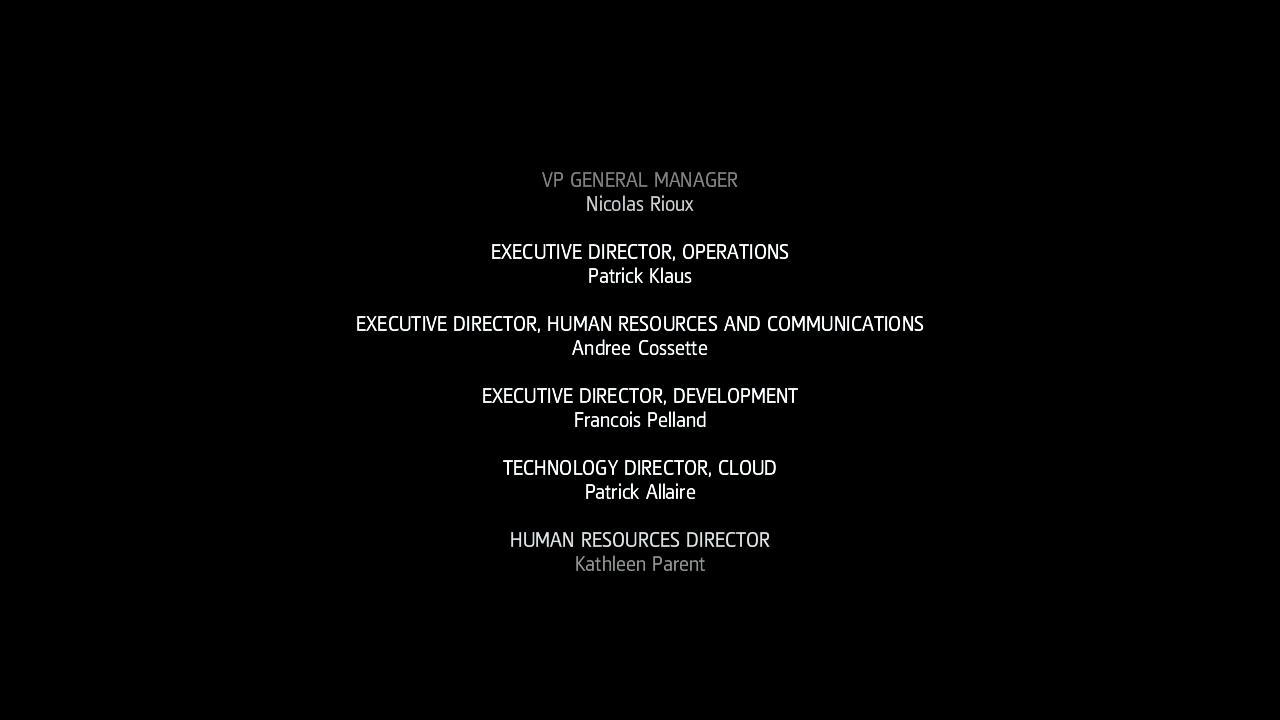 VP GENERAL MANAGER
Nicolas Rioux
EXECUTIVE DIRECTOR, OPERATIONS
Patrick Klaus
EXECUTIVE DIRECTOR, HUMAN RESOURCES AND COMMUNICATIONS
Andree Cossette
EXECUTIVE DIRECTOR, DEVELOPMENT
Francois Pelland
TECHNOLOGY DIRECTOR, CLOUD
Patrick Allaire
HUMAN RESOURCES DIRECTOR
Kathleen Parent